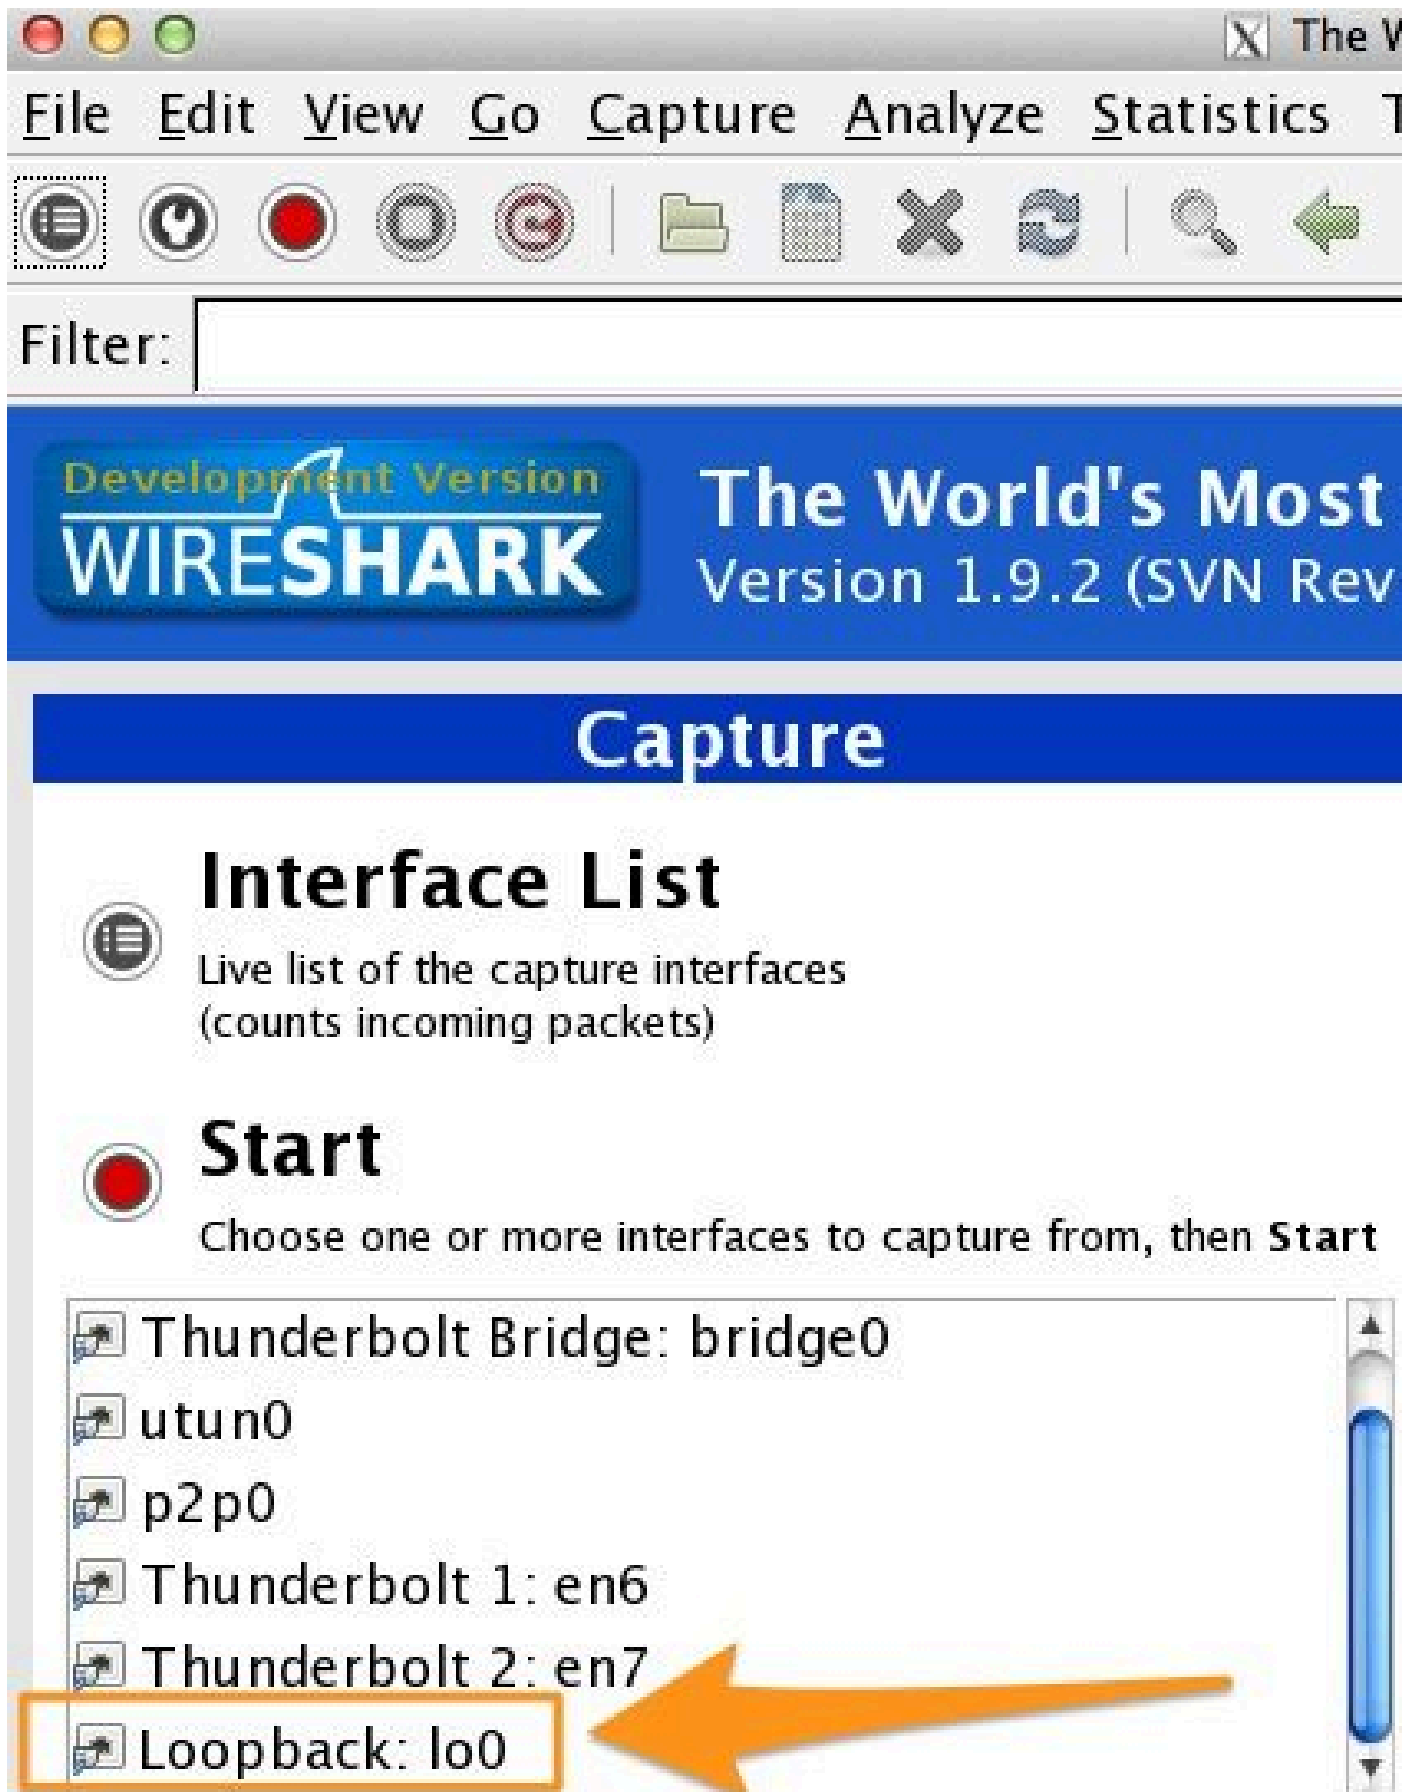 The W
File Edit View Go Capture Analyze Statistics T
Filter:
Development Version
WIRESHARK
The World's Most
Version 1.9.2 (SVN Rev
Capture
Interface List
Live list of the capture interfaces
(counts incoming packets)
Start
Choose one or more interfaces to capture from, then Start
Thunderbolt Bridge: bridge0
utun0
p2p0
Thunderbolt 1: en6
Thunderbolt 2: en7
Loopback: lo0